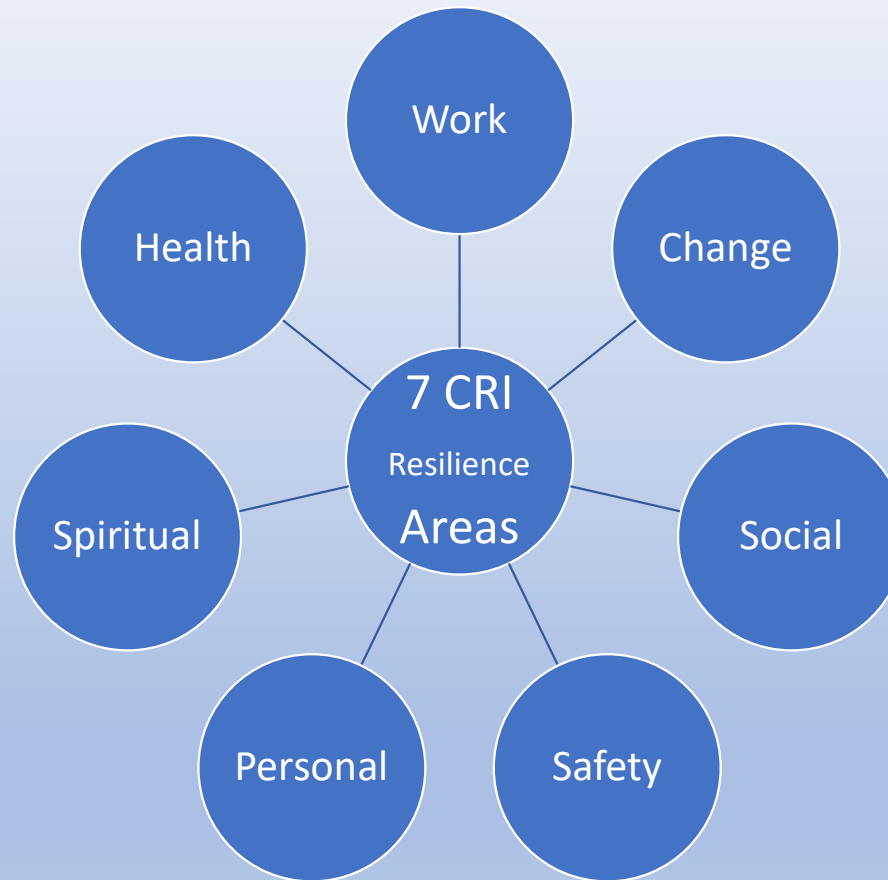 Work
Health
Change
7 CRI
Resilience
Areas
Spiritual
Social
Personal
Safety